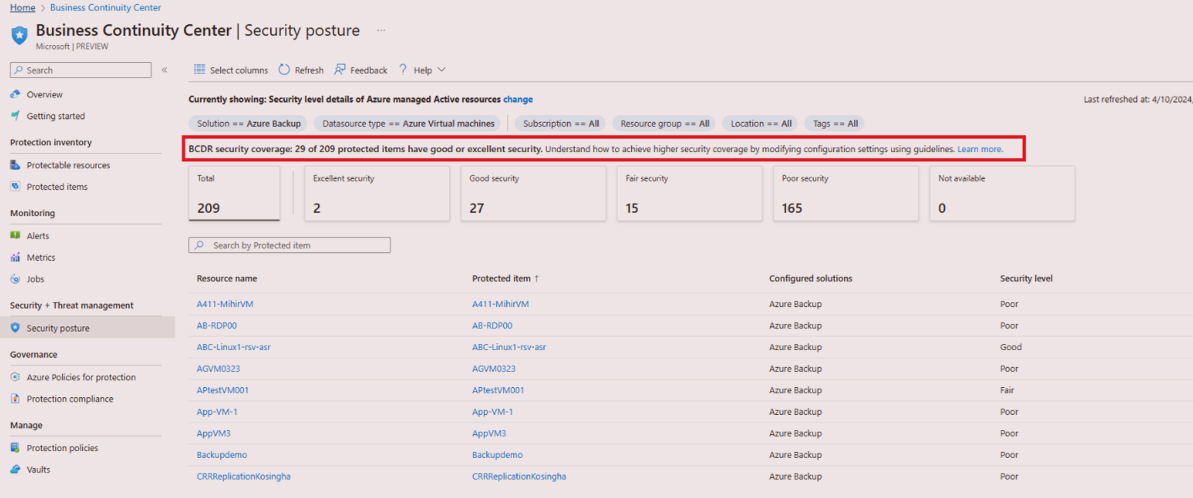 Home > Business Continuity Center
Business Continuity Center | Security posture ...
Microsoft | PREVIEW
Search «
Overview
Getting started
Protection inventory
Protectable resources
Protected items
Monitoring
Alerts
Metrics
Jobs
Security + Threat management
Security posture
Governance
Azure Policies for protection
Protection compliance
Manage
Protection policies
Vaults
Select columns Refresh Feedback ? Help
Currently showing: Security level details of Azure managed Active resources change Last refreshed at: 4/10/2024,
Solution == Azure Backup Datasource type == Azure Virtual machines Subscription == All Resource group == All Location == All Tags == All
BCDR security coverage: 29 of 209 protected items have good or excellent security. Understand how to achieve higher security coverage by modifying configuration settings using guidelines. Learn more.
Total Excellent security Good security Fair security Poor security Not available
209 2 27 15 165 0
Search by Protected item
Resource name Protected item ↑ Configured solutions Security level
A411-MihirVM A411-MihirVM Azure Backup Poor
AB-RDP00 AB-RDP00 Azure Backup Poor
ABC-Linux1-rsv-asr ABC-Linux1-rsv-asr Azure Backup Good
AGVM0323 AGVM0323 Azure Backup Poor
APtestVM001 APtestVM001 Azure Backup Fair
App-VM-1 App-VM-1 Azure Backup Poor
AppVM3 AppVM3 Azure Backup Poor
Backupdemo Backupdemo Azure Backup Poor
CRRReplicationKosingha CRRReplicationKosingha Azure Backup Poor